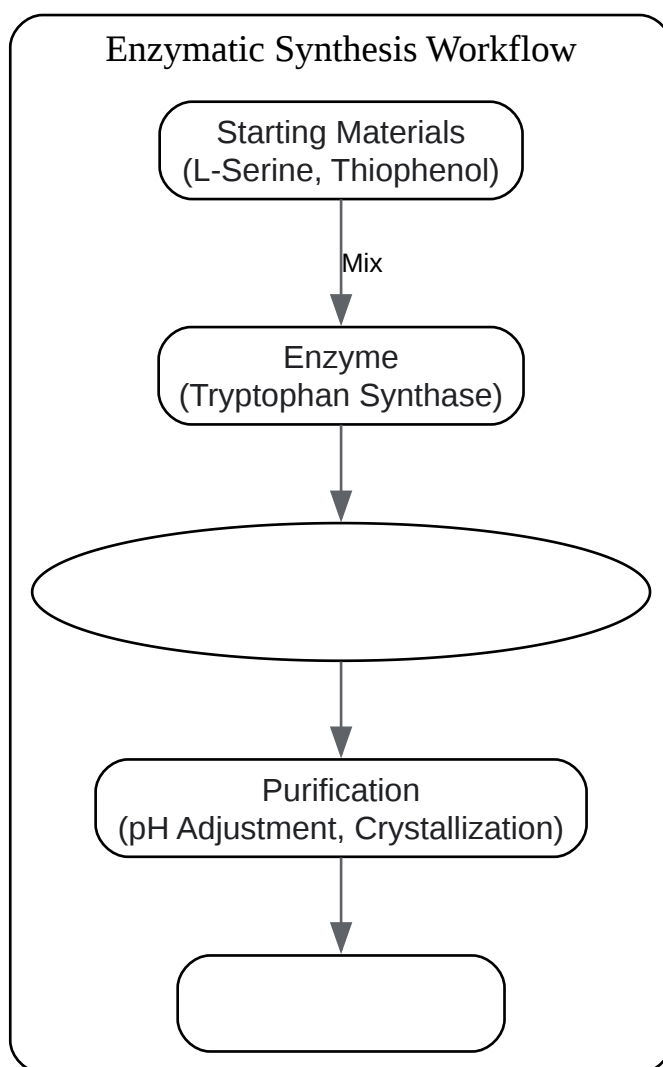 Enzymatic Synthesis Workflow
Starting Materials
(L-Serine, Thiophenol)
Mix
Enzyme
(Tryptophan Synthase)
Purification
(pH Adjustment, Crystallization)